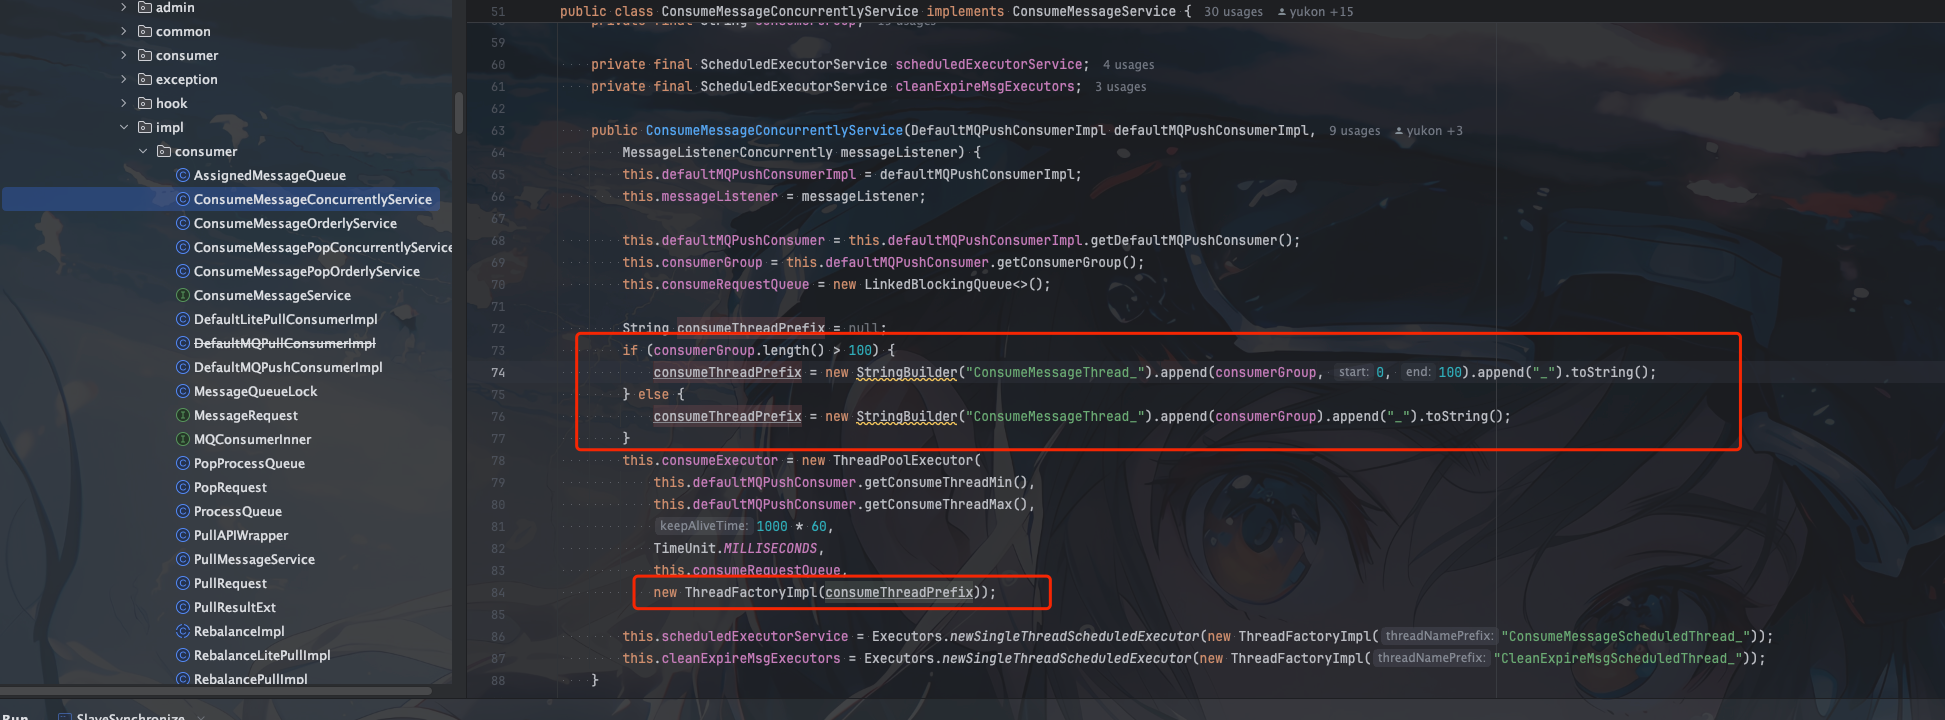 admin
common
consumer
exception
hook
impl
consumer
AssignedMessageQueue
ConsumeMessageConcurrentlyService
ConsumeMessageOrderlyService
ConsumeMessagePopConcurrentlyService
ConsumeMessagePopOrderlyService
ConsumeMessageService
DefaultLitePullConsumerImpl
DefaultMQPullConsumerImpl
DefaultMQPushConsumerImpl
MessageQueueLock
MessageRequest
MQConsumerInner
PopProcessQueue
PopRequest
ProcessQueue
PullAPIWrapper
PullMessageService
PullRequest
PullResultExt
RebalanceImpl
RebalanceLitePullImpl
RebalancePullImpl
Run
SlaveSynchronize
51 public class ConsumeMessageConcurrentlyService implements ConsumeMessageService { 30 usages yukon +15
58 private final String consumerGroup; 15 usages
59
60 private final ScheduledExecutorService scheduledExecutorService; 4 usages
61 private final ScheduledExecutorService cleanExpireMsgExecutors; 3 usages
62
63 public ConsumeMessageConcurrentlyService(DefaultMQPushConsumerImpl defaultMQPushConsumerImpl, 9 usages yukon +3
64 MessageListenerConcurrently messageListener) {
65 this.defaultMQPushConsumerImpl = defaultMQPushConsumerImpl;
66 this.messageListener = messageListener;
67
68 this.defaultMQPushConsumer = this.defaultMQPushConsumerImpl.getDefaultMQPushConsumer();
69 this.consumerGroup = this.defaultMQPushConsumer.getConsumerGroup();
70 this.consumeRequestQueue = new LinkedBlockingQueue<>();
71
72 String consumeThreadPrefix = null;
73 if (consumerGroup.length() > 100) {
74 consumeThreadPrefix = new StringBuilder("ConsumeMessageThread_").append(consumerGroup, start: 0, end: 100).append("_").toString();
75 } else {
76 consumeThreadPrefix = new StringBuilder("ConsumeMessageThread_").append(consumerGroup).append("_").toString();
77 }
78 this.consumeExecutor = new ThreadPoolExecutor(
79 this.defaultMQPushConsumer.getConsumeThreadMin(),
80 this.defaultMQPushConsumer.getConsumeThreadMax(),
81 keepAliveTime: 1000 * 60,
82 TimeUnit.MILLISECONDS,
83 this.consumeRequestQueue,
84 new ThreadFactoryImpl(consumeThreadPrefix));
85
86 this.scheduledExecutorService = Executors.newSingleThreadScheduledExecutor(new ThreadFactoryImpl( threadNamePrefix: "ConsumeMessageScheduledThread_"));
87 this.cleanExpireMsgExecutors = Executors.newSingleThreadScheduledExecutor(new ThreadFactoryImpl( threadNamePrefix: "CleanExpireMsgScheduledThread_"));
88 }